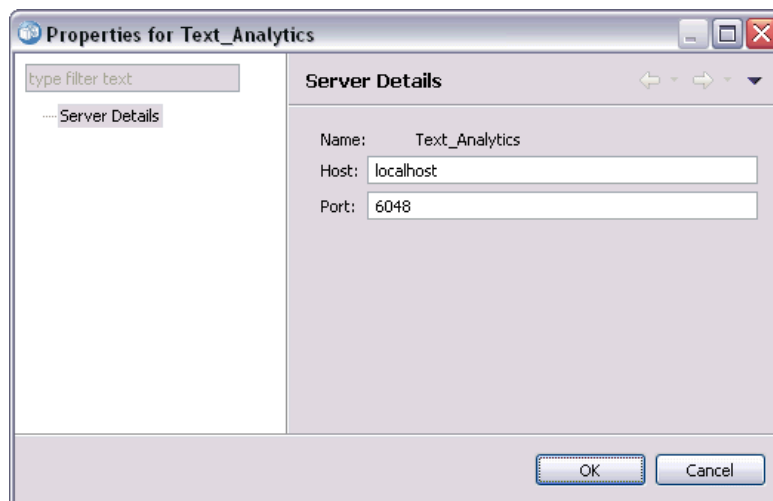 Properties for Text_Analytics
type filter text
Server Details
Server Details
Name: Text_Analytics
Host: localhost
Port: 6048
OK Cancel